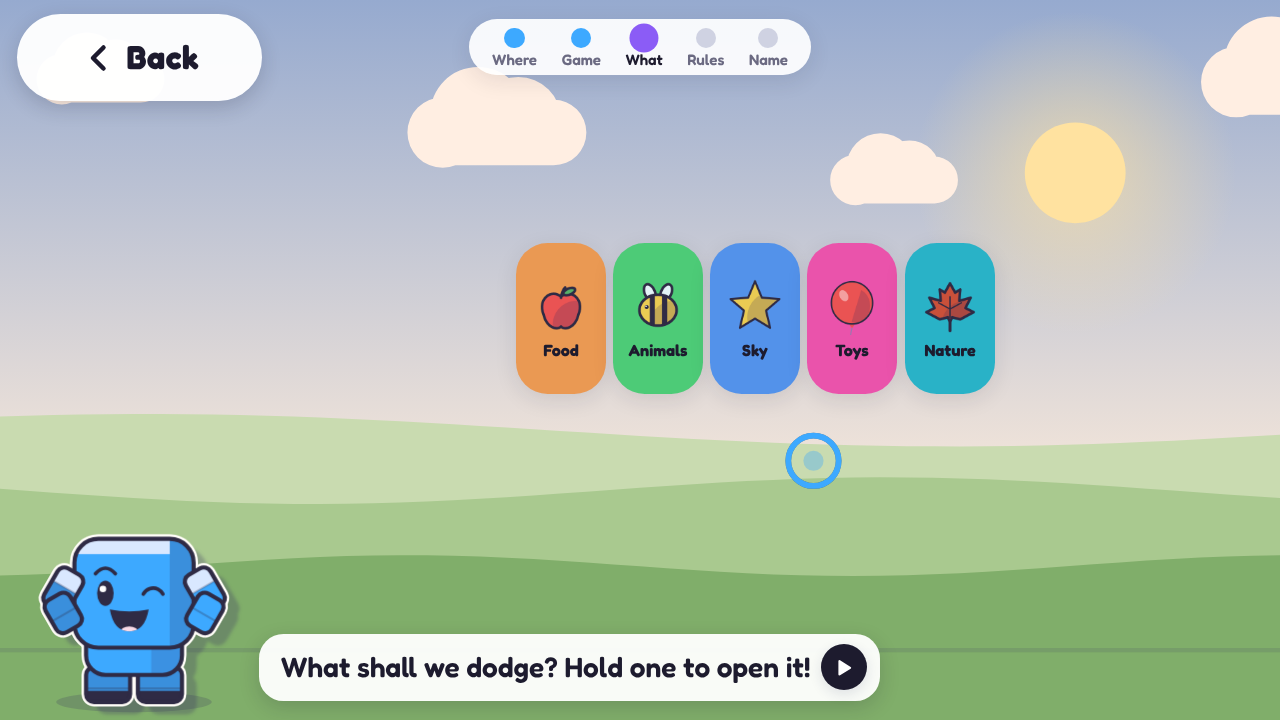 Back
Where
Game
What
Rules
Name
Food
Animals
Sky
Toys
Nature
What shall we dodge? Hold one to open it!